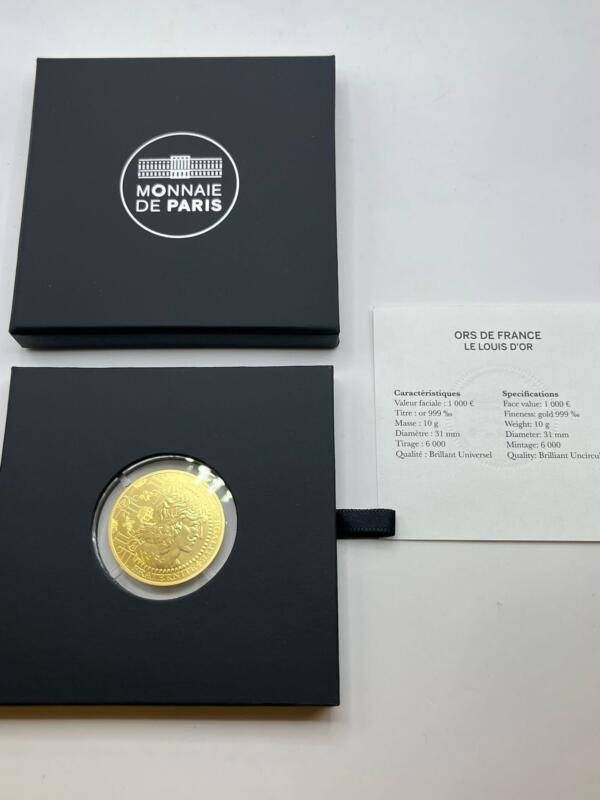 MONNAIE
DE PARIS
ORS DE FRANCE
LE LOUIS D'OR
Caractéristiques
Valeur faciale : 1 000 €
Titre : or 999 ‰
Masse : 10 g
Diamètre : 31 mm
Tirage : 6 000
Qualité : Brillant Universel
Specifications
Face value: 1 000 €
Fineness: gold 999 ‰
Weight: 10 g
Diameter: 31 mm
Mintage: 6 000
Quality: Brilliant Uncircul
FRATERNITÉ